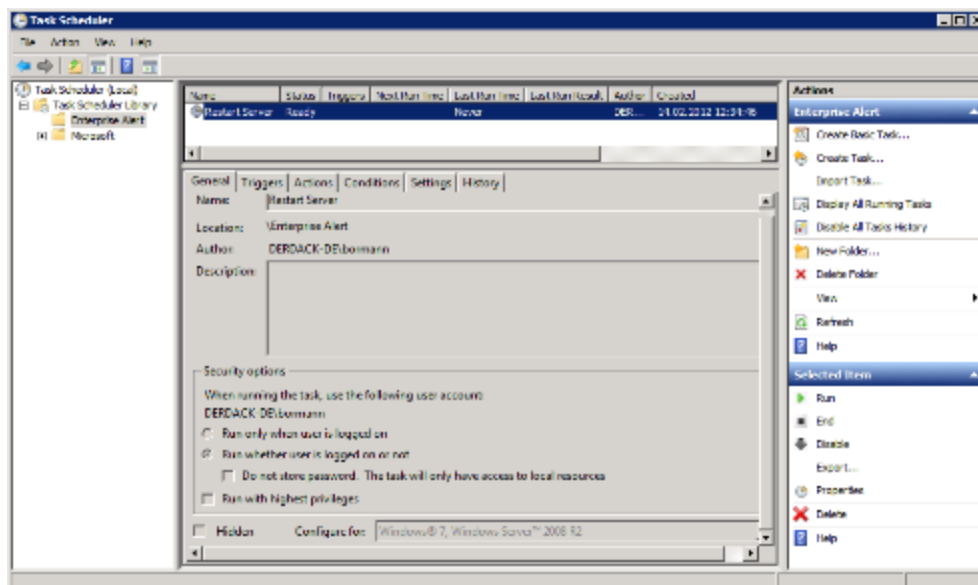 Task Scheduler
File Action View Help
Task Scheduler (Local)
Task Scheduler Library
Enterprise Alert
Microsoft
Name Status Triggers Next Run Time Last Run Time Last Run Result Author Created
Restart Server Ready Never DER... 14.02.2012 12:34:46
General Triggers Actions Conditions Settings History
Name: Restart Server
Location: \Enterprise Alert
Author: DERDACK-DE\bormann
Description:
Security options
When running the task, use the following user account:
DERDACK-DE\bormann
Run only when user is logged on
Run whether user is logged on or not
Do not store password. The task will only have access to local resources
Run with highest privileges
Hidden Configure for: Windows® 7, Windows Server™ 2008 R2
Actions
Enterprise Alert
Create Basic Task...
Create Task...
Import Task...
Display All Running Tasks
Disable All Tasks History
New Folder...
Delete Folder
View
Refresh
Help
Selected Item
Run
End
Disable
Export...
Properties
Delete
Help